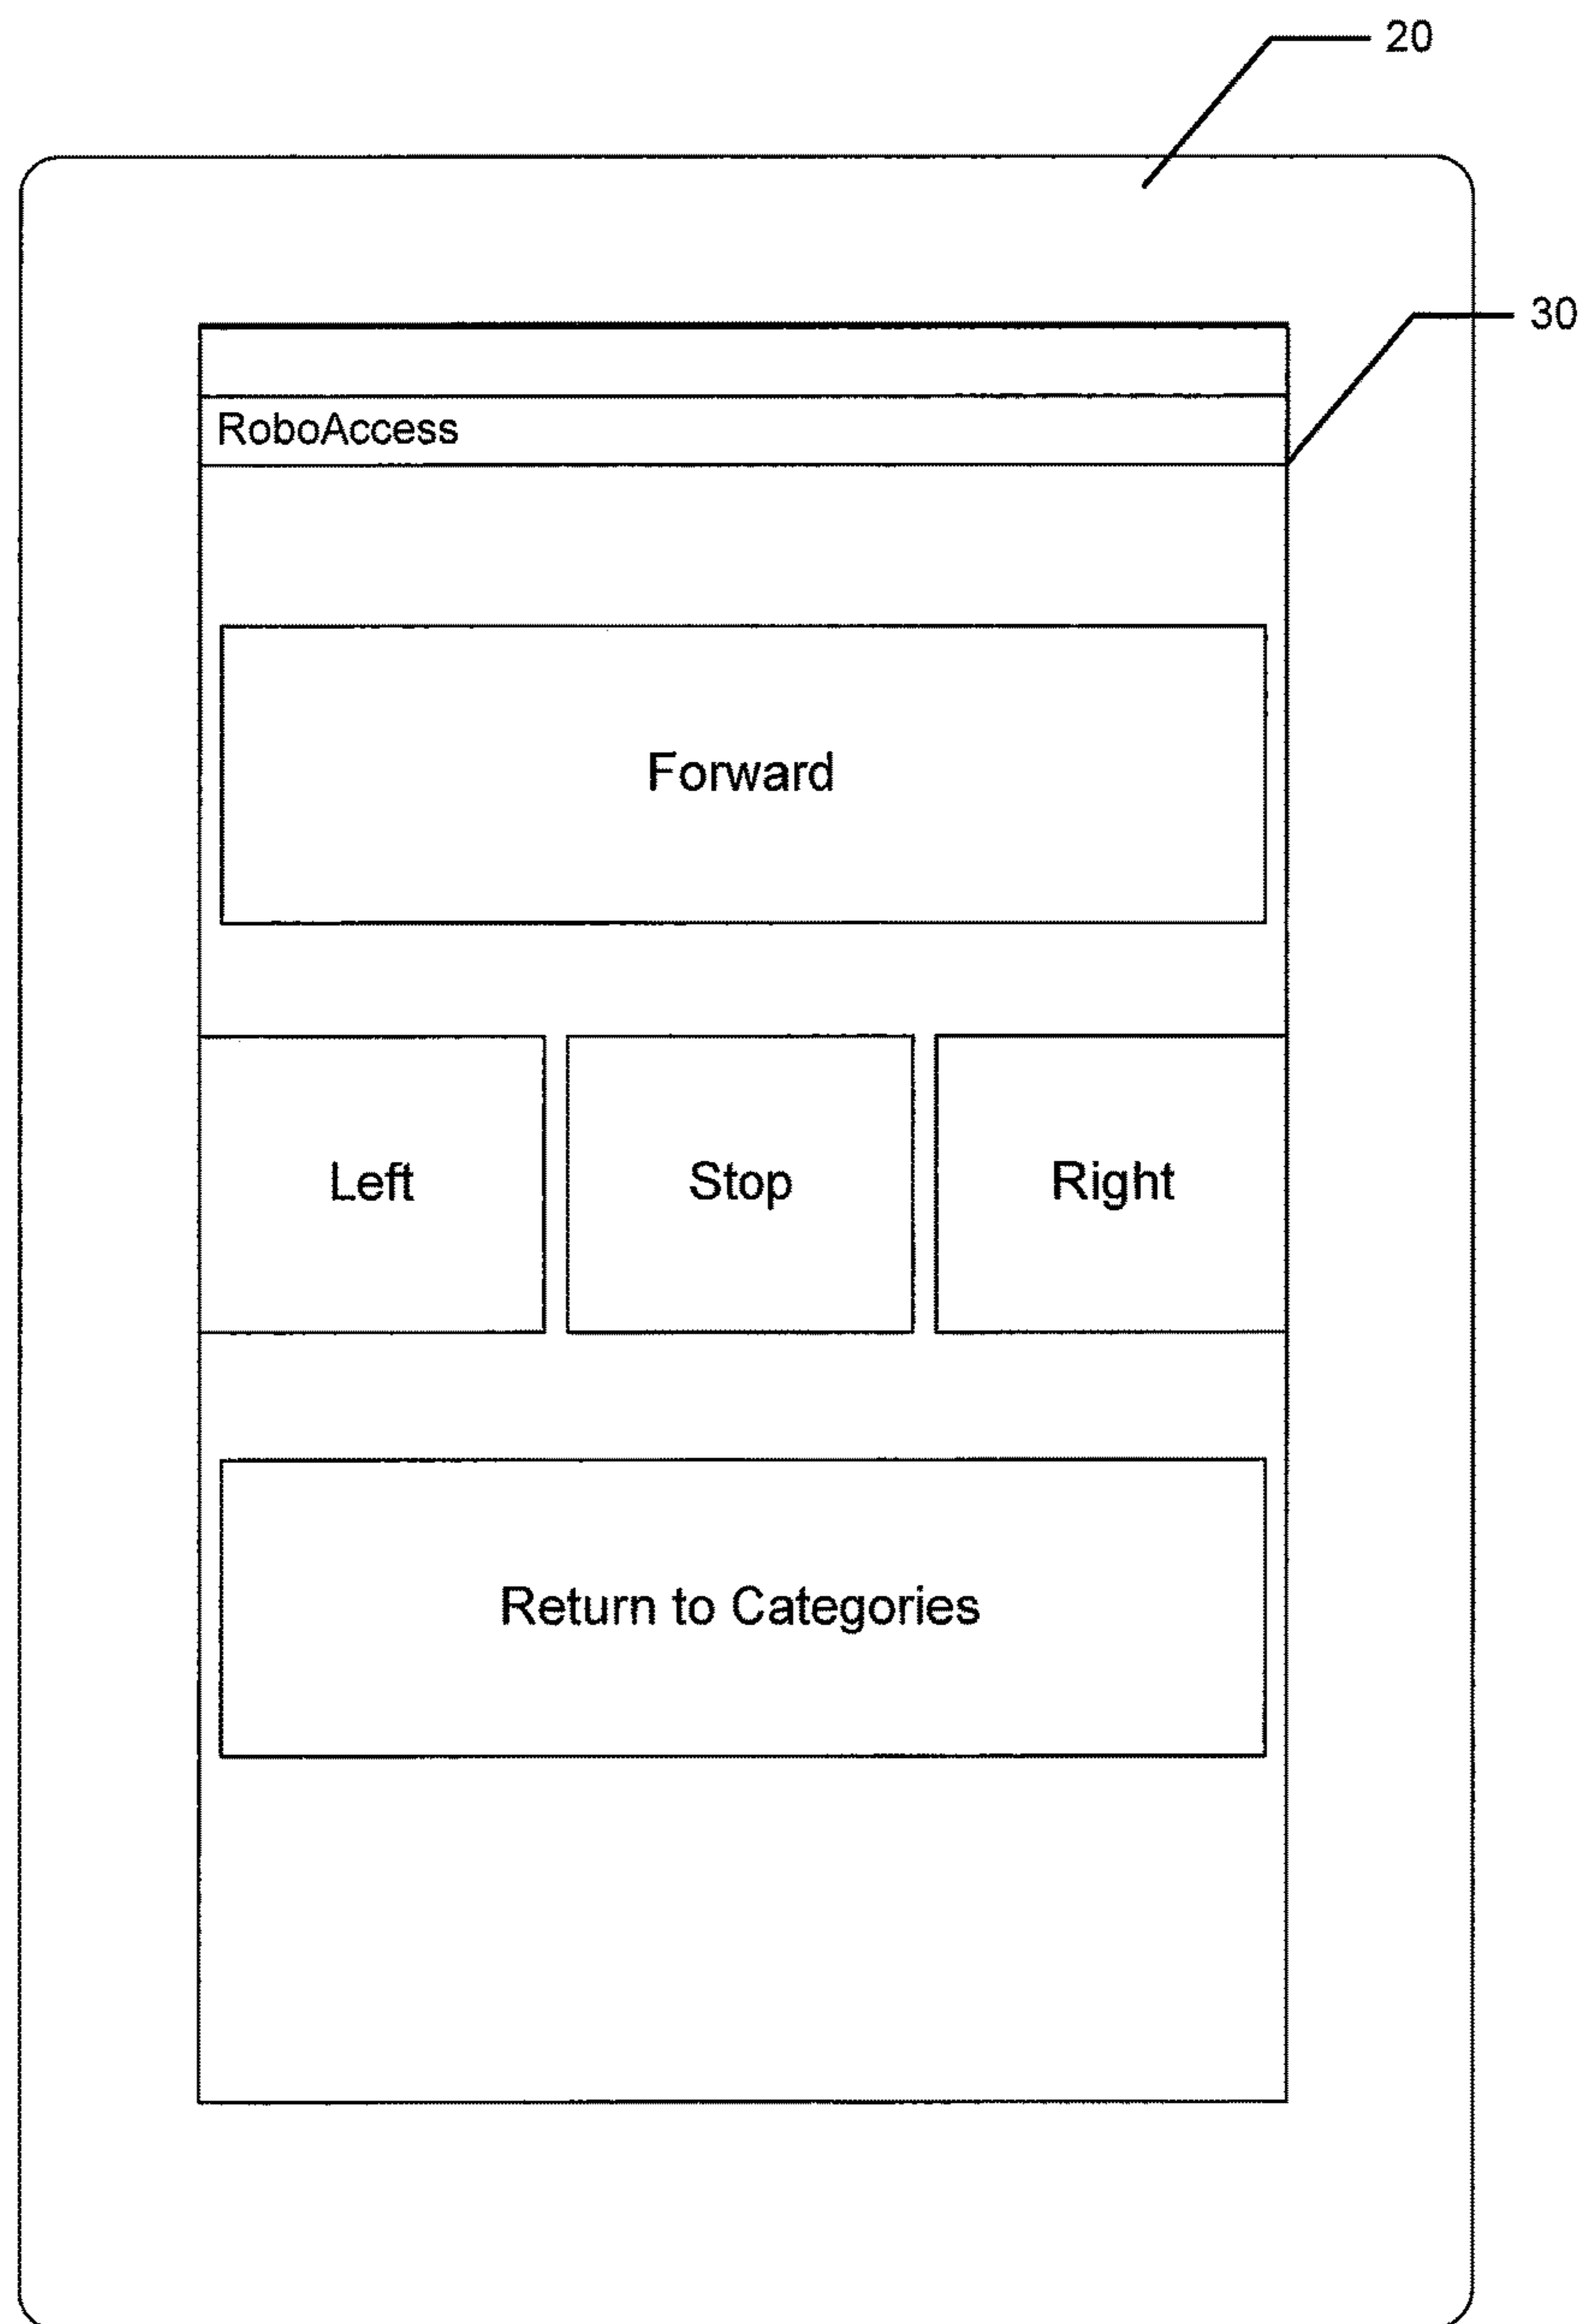 20
30
RoboAccess
Forward
Left Stop Right
Return to Categories